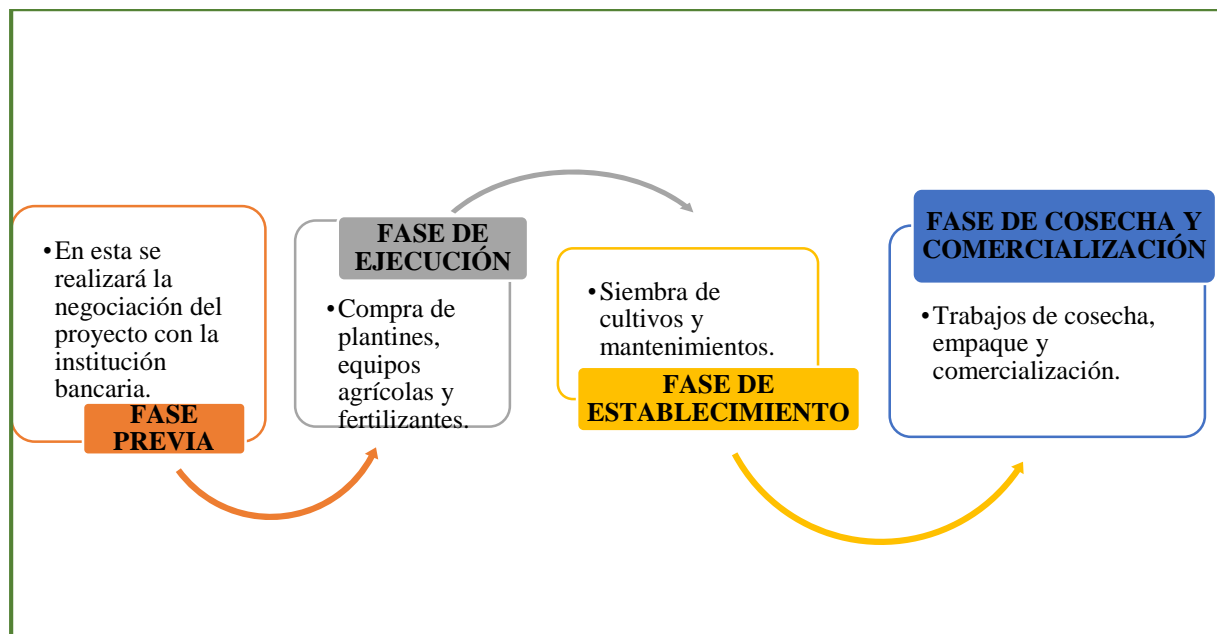 •En esta se
realizará la
negociación del
proyecto con la
institución
bancaria.
FASE
PREVIA
FASE DE
EJECUCIÓN
•Compra de
plantines,
equipos
agrícolas y
fertilizantes.
•Siembra de
cultivos y
mantenimientos.
FASE DE
ESTABLECIMIENTO
FASE DE COSECHA Y
COMERCIALIZACIÓN
•Trabajos de cosecha,
empaque y
comercialización.